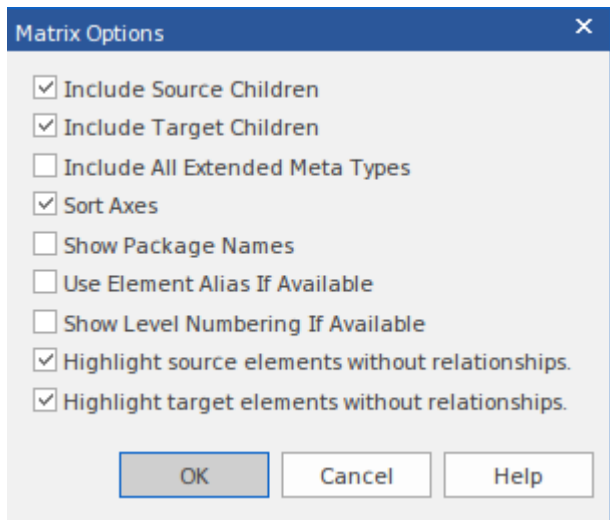 Matrix Options
Include Source Children
Include Target Children
Include All Extended Meta Types
Sort Axes
Show Package Names
Use Element Alias If Available
Show Level Numbering If Available
Highlight source elements without relationships.
Highlight target elements without relationships.
OK Cancel Help